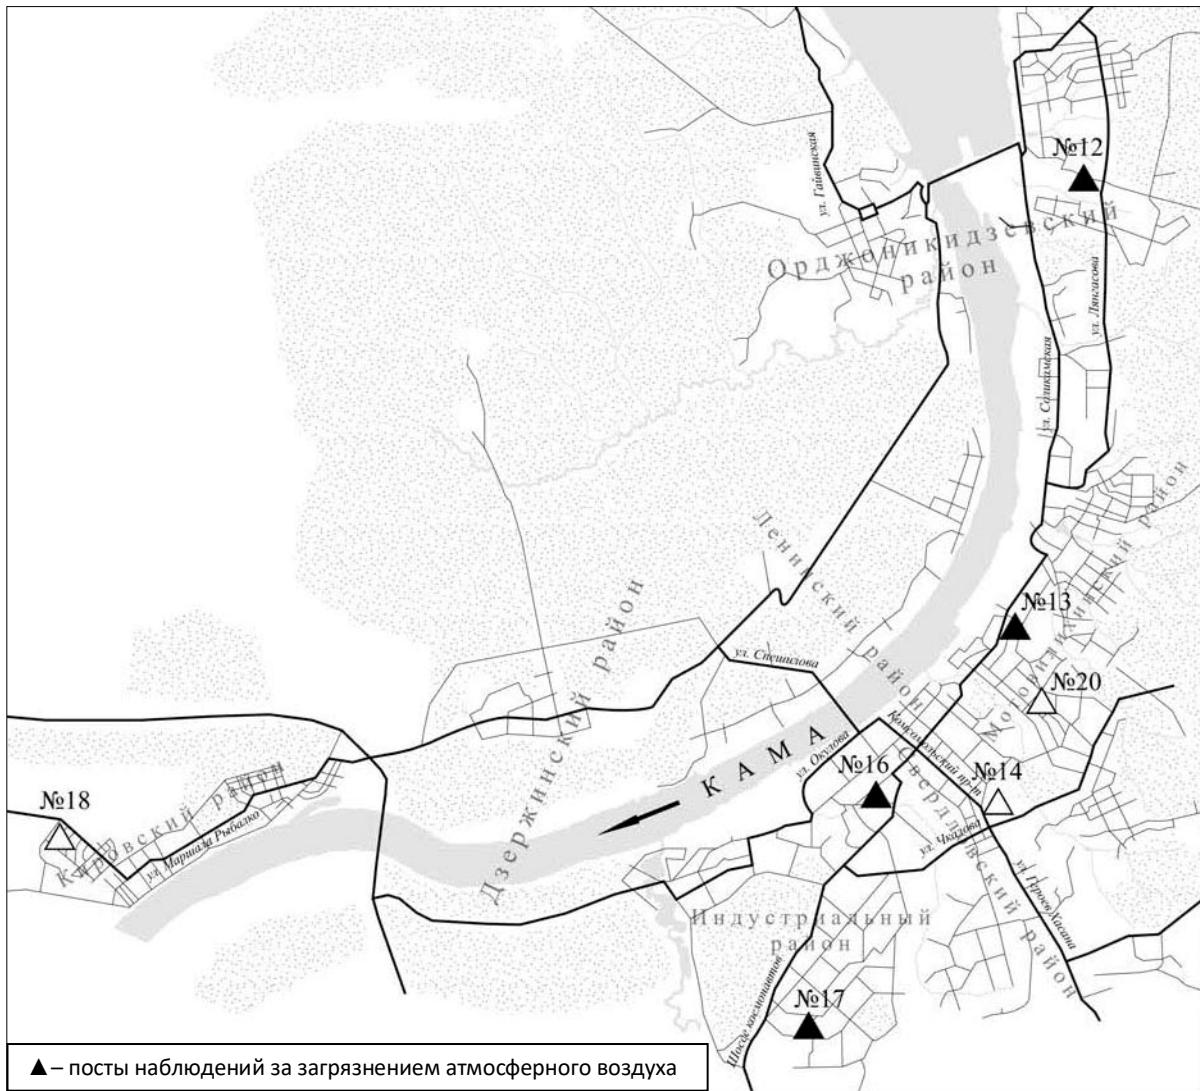 №12
ул. Гайвинская
Орджоникидзевский
район
ул. Лянгасова
ул. Соликамская
Ленинский район
Мотовилихинский район
№13
Дзержинский район
ул. Спешилова
№20
КАМА
Комсомольский пр-т
ул. Окулова
№16
№14
Свердловский район
№18
Кировский район
ул. Маршала Рыбалко
ул. Чкалова
ул. Героев Хасана
Индустриальный
район
Шоссе космонавтов
№17
▲ – посты наблюдений за загрязнением атмосферного воздуха